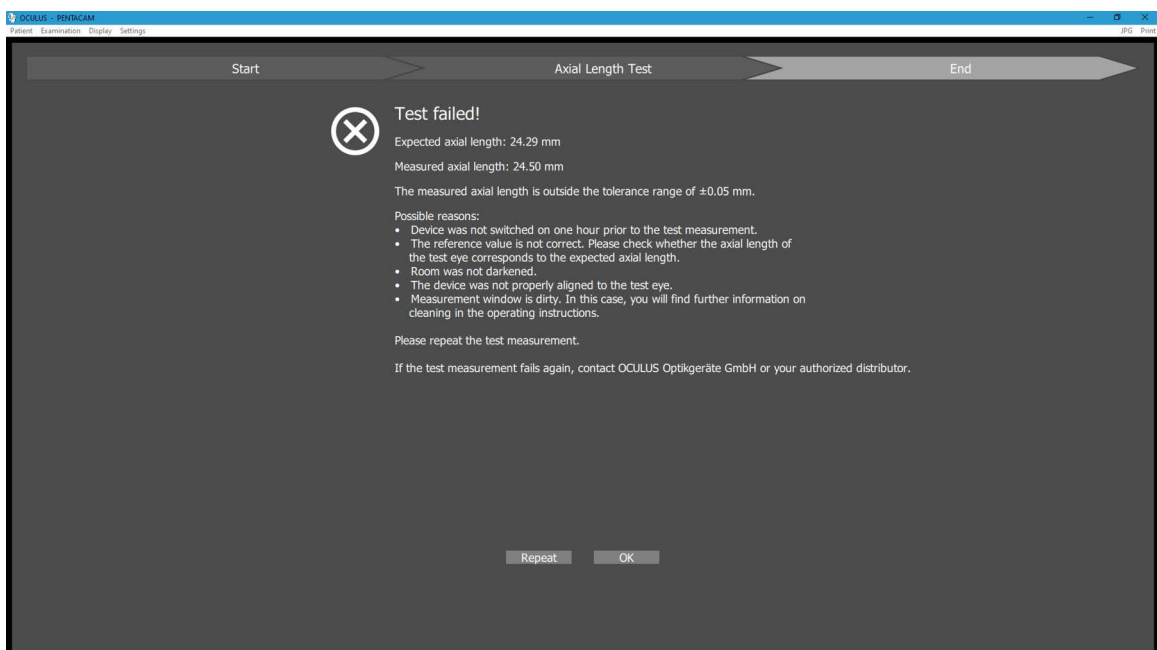 OCULUS - PENTACAM
Patient Examination Display Settings JPG Print
Start Axial Length Test End
Test failed!
Expected axial length: 24.29 mm
Measured axial length: 24.50 mm
The measured axial length is outside the tolerance range of ±0.05 mm.
Possible reasons:
• Device was not switched on one hour prior to the test measurement.
• The reference value is not correct. Please check whether the axial length of
the test eye corresponds to the expected axial length.
• Room was not darkened.
• The device was not properly aligned to the test eye.
• Measurement window is dirty. In this case, you will find further information on
cleaning in the operating instructions.
Please repeat the test measurement.
If the test measurement fails again, contact OCULUS Optikgeräte GmbH or your authorized distributor.
Repeat OK